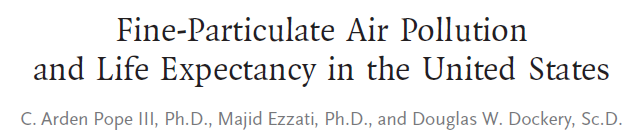 Fine-Particulate Air Pollution
and Life Expectancy in the United States
C. Arden Pope III, Ph.D., Majid Ezzati, Ph.D., and Douglas W. Dockery, Sc.D.